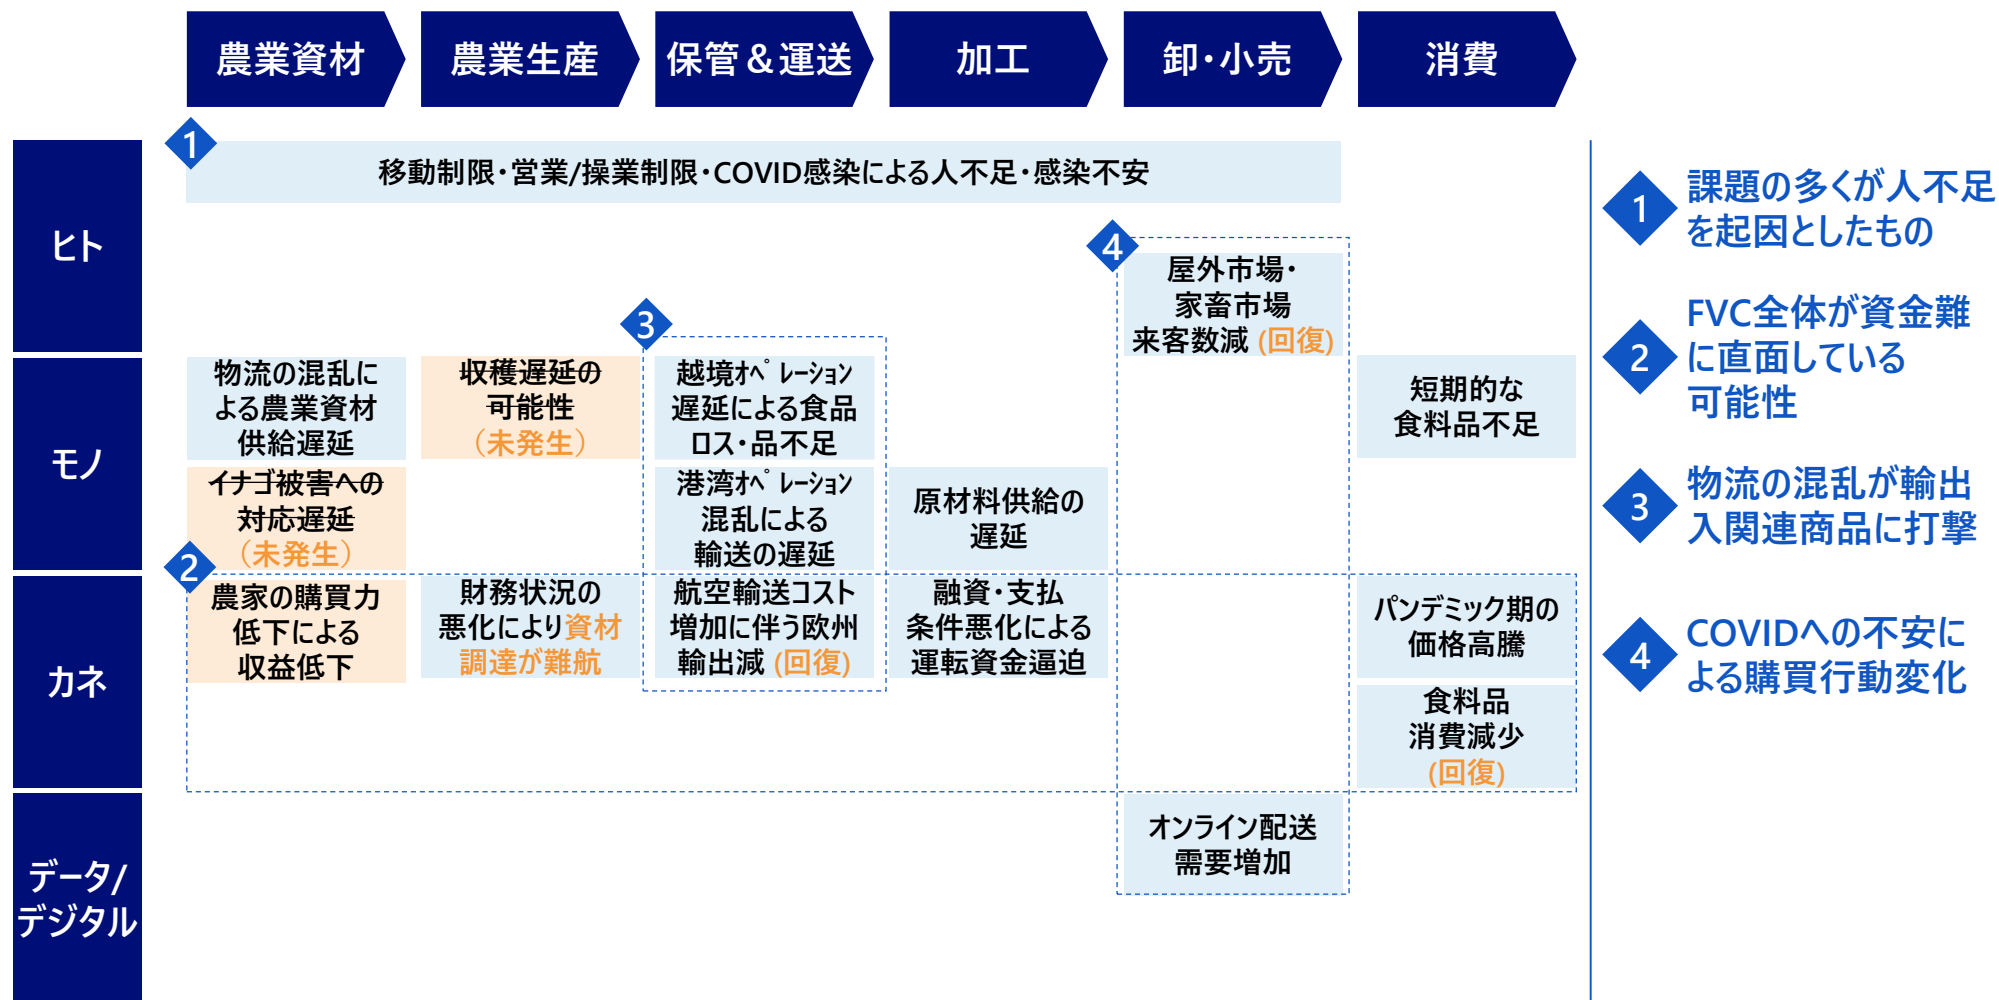 農業資材
農業生産
保管＆運送
加工
卸・小売
消費
ヒト
モノ
カネ
データ/
デジタル
1
移動制限・営業/操業制限・COVID感染による人不足・感染不安
4
屋外市場・
家畜市場
来客数減 (回復)
物流の混乱に
よる農業資材
供給遅延
収穫遅延の
可能性
（未発生）
3
越境ｵﾍﾟﾚｰｼｮﾝ
遅延による食品
ロス・品不足
短期的な
食料品不足
イナゴ被害への
対応遅延
（未発生）
港湾ｵﾍﾟﾚｰｼｮﾝ
混乱による
輸送の遅延
原材料供給の
遅延
2
農家の購買力
低下による
収益低下
財務状況の
悪化により資材
調達が難航
航空輸送コスト
増加に伴う欧州
輸出減 (回復)
融資・支払
条件悪化による
運転資金逼迫
パンデミック期の
価格高騰
食料品
消費減少
(回復)
オンライン配送
需要増加
1
課題の多くが人不足
を起因としたもの
2
FVC全体が資金難
に直面している
可能性
3
物流の混乱が輸出
入関連商品に打撃
4
COVIDへの不安に
よる購買行動変化